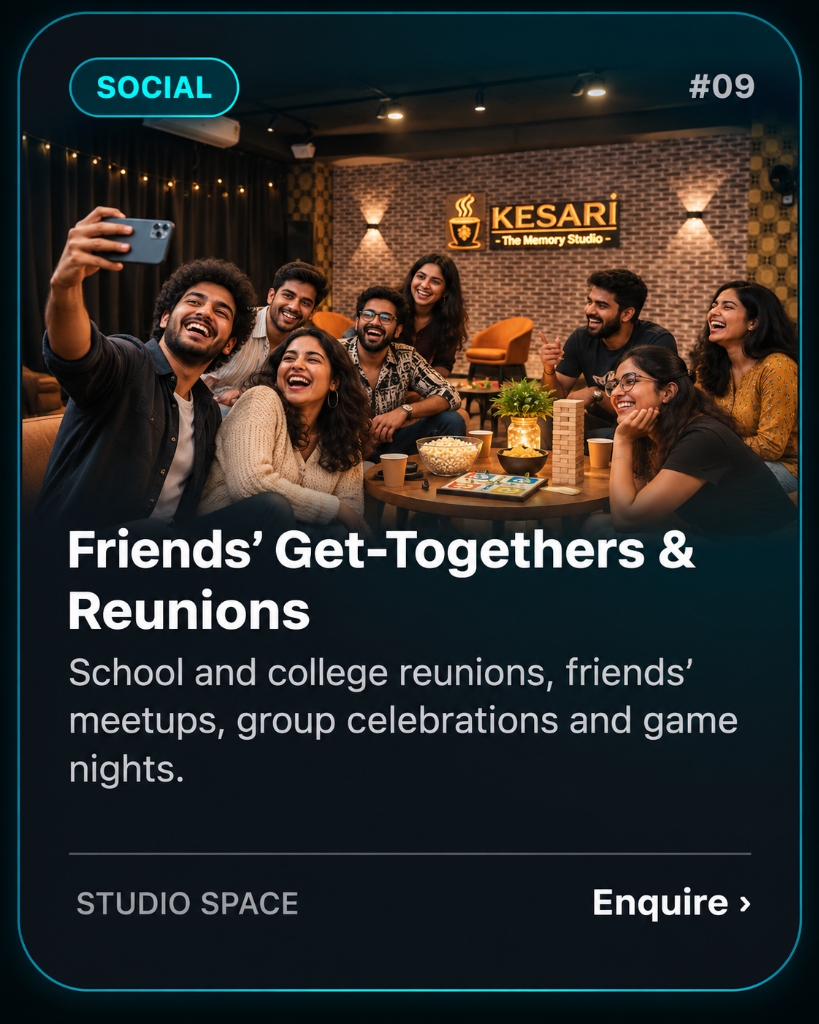 SOCIAL
#09
KESARi
- The Memory Studio -
Friends’ Get-Togethers &
Reunions
School and college reunions, friends’
meetups, group celebrations and game
nights.
STUDIO SPACE
Enquire ›